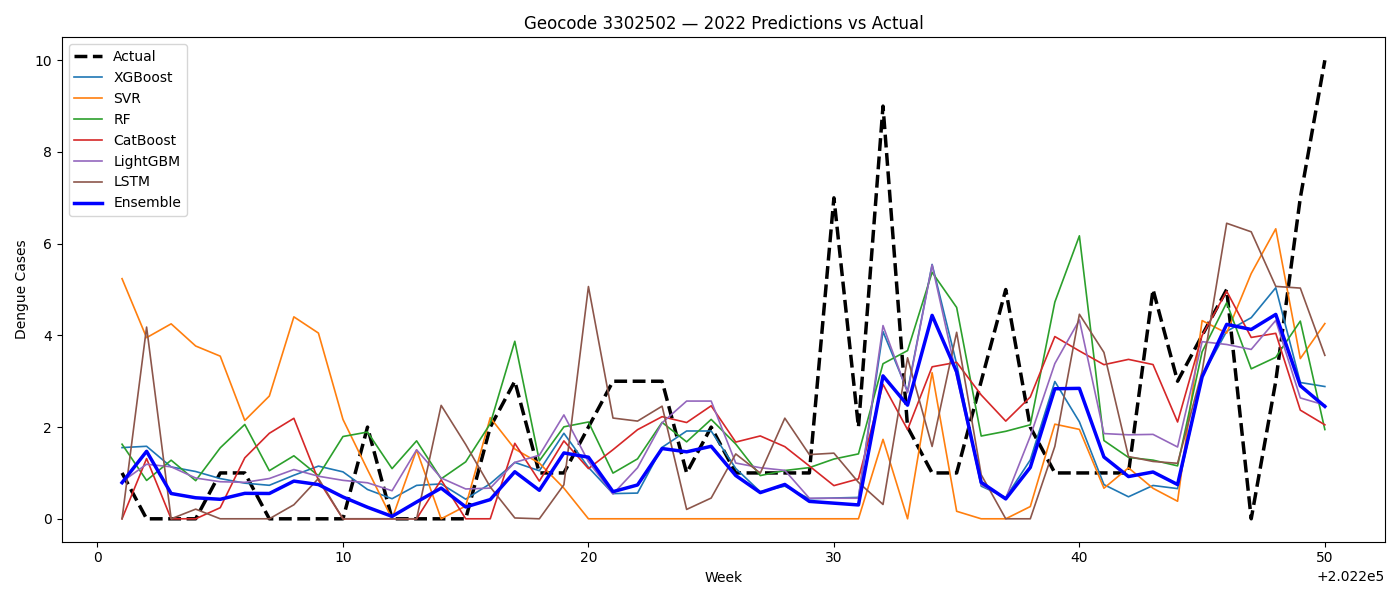 Geocode 3302502 — 2022 Predictions vs Actual
Actual
XGBoost
SVR
RF
CatBoost
LightGBM
LSTM
Ensemble
Dengue Cases
10
8
6
4
2
0
0
10
20
30
40
50
+2.022e5
Week